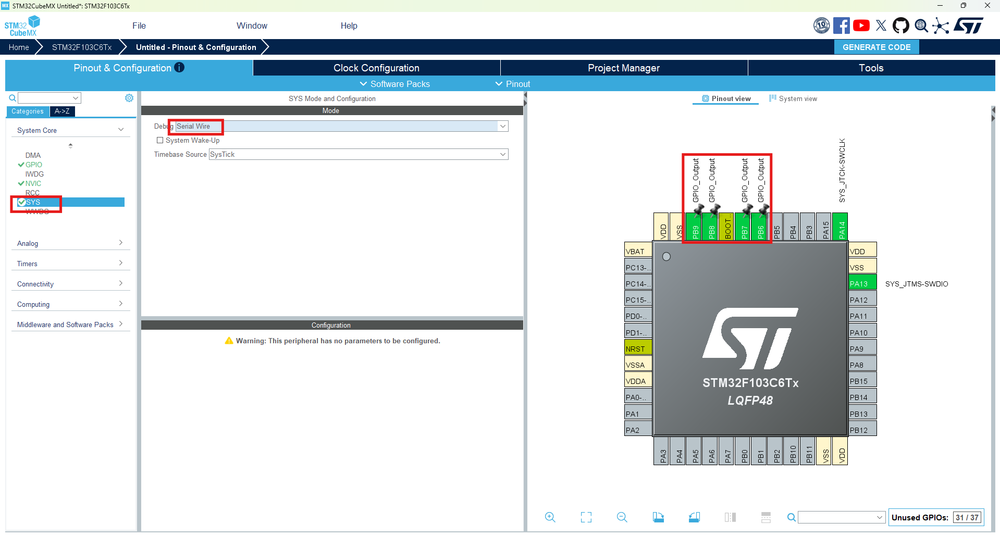 MX STM32CubeMX Untitled*: STM32F103C6Tx
STM32 CubeMX
File Window Help
10
Home STM32F103C6Tx Untitled - Pinout & Configuration GENERATE CODE
Pinout & Configuration Clock Configuration Project Manager Tools
Software Packs Pinout
Categories A->Z
System Core
DMA
GPIO
IWDG
NVIC
RCC
SYS
WWDG
Analog
Timers
Connectivity
Computing
Middleware and Software Packs
SYS Mode and Configuration
Mode
Debug Serial Wire
System Wake-Up
Timebase Source SysTick
Configuration
Warning: This peripheral has no parameters to be configured.
Pinout view System view
GPIO_Output
GPIO_Output
GPIO_Output
GPIO_Output
SYS_JTCK-SWCLK
VDD
VSS
PB9
PB8
BOOT..
PB7
PB6
PB5
PB4
PB3
PA15
PA14
VBAT
PC13-..
PC14-..
PC15-..
PD0-..
PD1-..
NRST
VSSA
VDDA
PA0-..
PA1
PA2
VDD
VSS
PA13 SYS_JTMS-SWDIO
PA12
PA11
PA10
PA9
PA8
PB15
PB14
PB13
PB12
STM32F103C6Tx
LQFP48
PA3
PA4
PA5
PA6
PA7
PB0
PB1
PB2
PB10
PB11
VSS
VDD
Unused GPIOs: 31 / 37